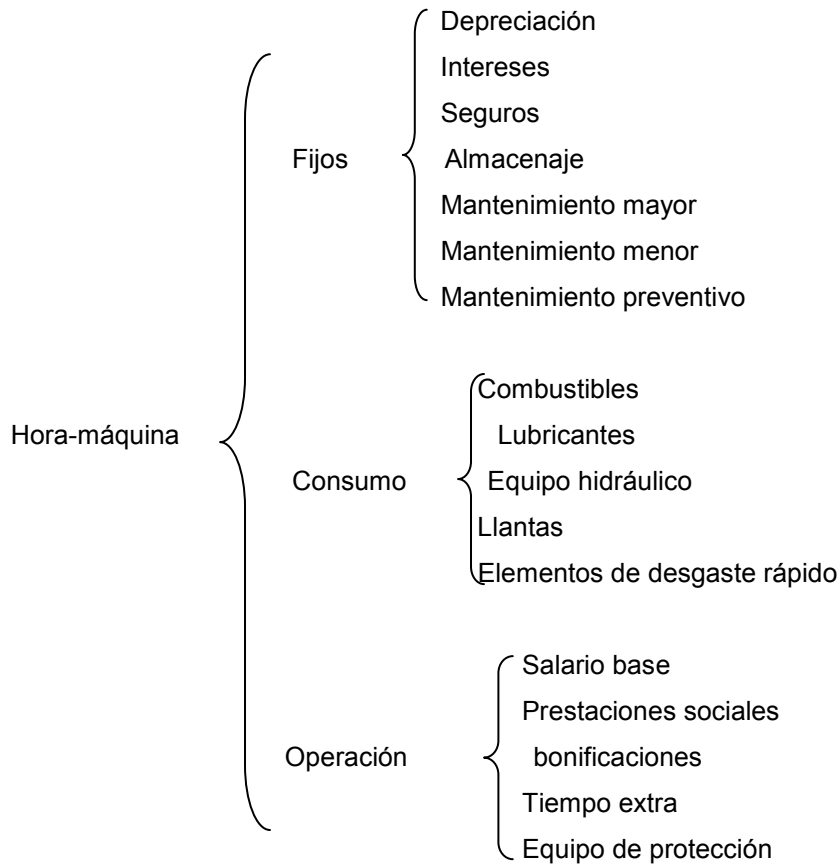 Hora-máquina
Fijos
Depreciación
Intereses
Seguros
Almacenaje
Mantenimiento mayor
Mantenimiento menor
Mantenimiento preventivo
Consumo
Combustibles
Lubricantes
Equipo hidráulico
Llantas
Elementos de desgaste rápido
Operación
Salario base
Prestaciones sociales
bonificaciones
Tiempo extra
Equipo de protección